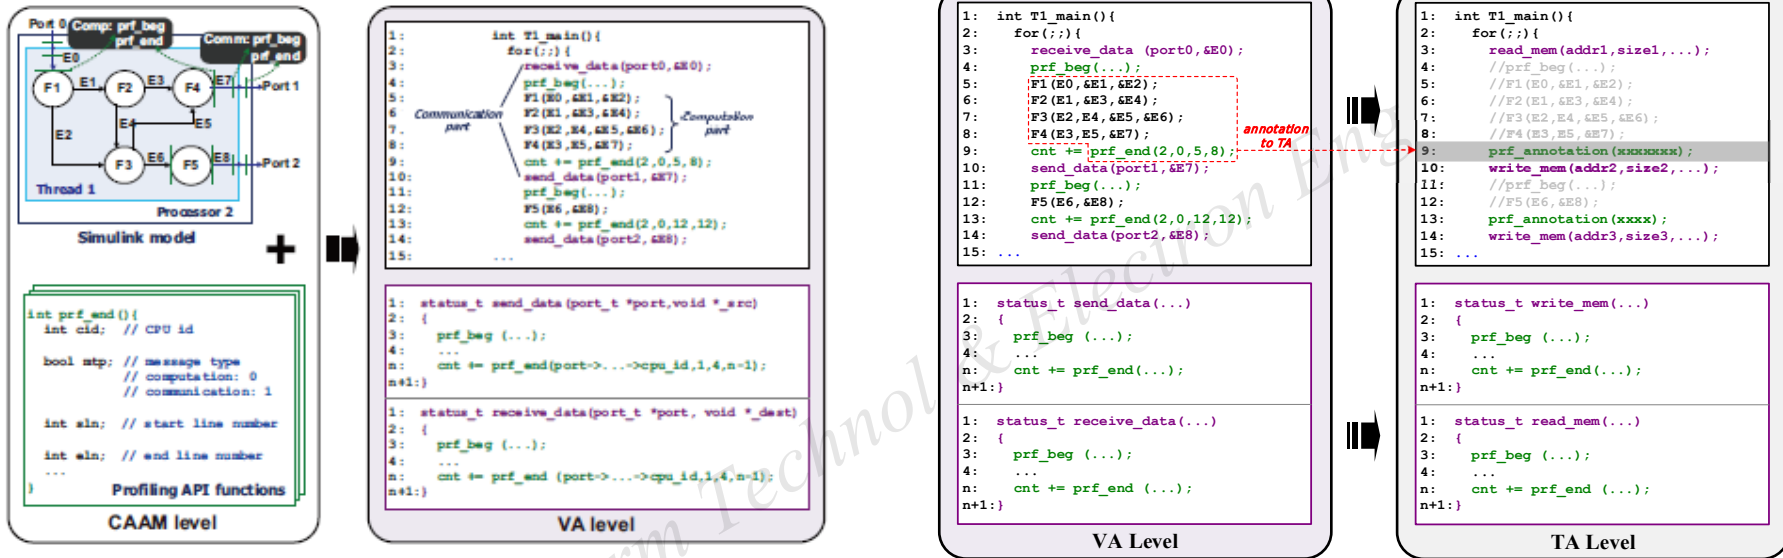 Port 0
Comp: prf_beg
prf_end
Comm: prf_beg
prf_end
E0
F1
E1
F2
E3
F4
E7
Port 1
E2
E4
E5
F3
E6
F5
E8
Port 2
Thread 1
Processor 2
Simulink model
int prf_end(){
int cid; // CPU id
bool mtp; // message type
// computation: 0
// communication: 1
int sln; // start line number
int eln; // end line number
...
}
Profiling API functions
CAAM level
1: int T1_main(){
2: for(;;){
3: receive_data(port0,&E0);
4: prf_beg(...);
5: F1(E0,&E1,&E2);
6 F2(E1,&E3,&E4);
7. F3(E2,E4,&E5,&E6);
8: F4(E3,E5,&E7);
9: cnt += prf_end(2,0,5,8);
10: send_data(port1,&E7);
11: prf_beg(...);
12: F5(E6,&E8);
13: cnt += prf_end(2,0,12,12);
14: send_data(port2,&E8);
15: ...
Communication
part
Computation
part
1: status_t send_data(port_t *port,void *_src)
2: {
3: prf_beg (...);
4: ...
n: cnt += prf_end(port->...->cpu_id,1,4,n-1);
n+1:}
1: status_t receive_data(port_t *port, void *_dest)
2: {
3: prf_beg (...);
4: ...
n: cnt += prf_end (port->...->cpu_id,1,4,n-1);
n+1:}
VA level
1: int T1_main(){
2: for(;;){
3: receive_data (port0,&E0);
4: prf_beg(...);
5: F1(E0,&E1,&E2);
6: F2(E1,&E3,&E4);
7: F3(E2,E4,&E5,&E6);
8: F4(E3,E5,&E7);
9: cnt += prf_end(2,0,5,8);
10: send_data(port1,&E7);
11: prf_beg(...);
12: F5(E6,&E8);
13: cnt += prf_end(2,0,12,12);
14: send_data(port2,&E8);
15: ...
annotation
to TA
1: status_t send_data(...)
2: {
3: prf_beg (...);
4: ...
n: cnt += prf_end(...);
n+1:}
1: status_t receive_data(...)
2: {
3: prf_beg (...);
4: ...
n: cnt += prf_end (...);
n+1:}
VA Level
1: int T1_main(){
2: for(;;){
3: read_mem(addr1,size1,...);
4: //prf_beg(...);
5: //F1(E0,&E1,&E2);
6: //F2(E1,&E3,&E4);
7: //F3(E2,E4,&E5,&E6);
8: //F4(E3,E5,&E7);
9: prf_annotation(xxxxxxx);
10: write_mem(addr2,size2,...);
11: //prf_beg(...);
12: //F5(E6,&E8);
13: prf_annotation(xxxx);
14: write_mem(addr3,size3,...);
15: ...
1: status_t write_mem(...)
2: {
3: prf_beg (...);
4: ...
n: cnt += prf_end(...);
n+1:}
1: status_t read_mem(...)
2: {
3: prf_beg (...);
4: ...
n: cnt += prf_end (...);
n+1:}
TA Level
Technol & Electron Eng